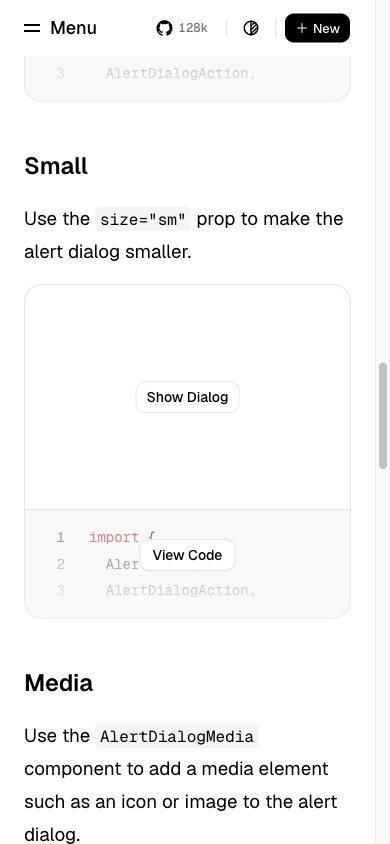 Menu
128k
New
3 AlertDialogAction,
Small
Use the size="sm" prop to make the
alert dialog smaller.
Show Dialog
1 import {
2 Aler
View Code
3 AlertDialogAction,
Media
Use the AlertDialogMedia
component to add a media element
such as an icon or image to the alert
dialog.